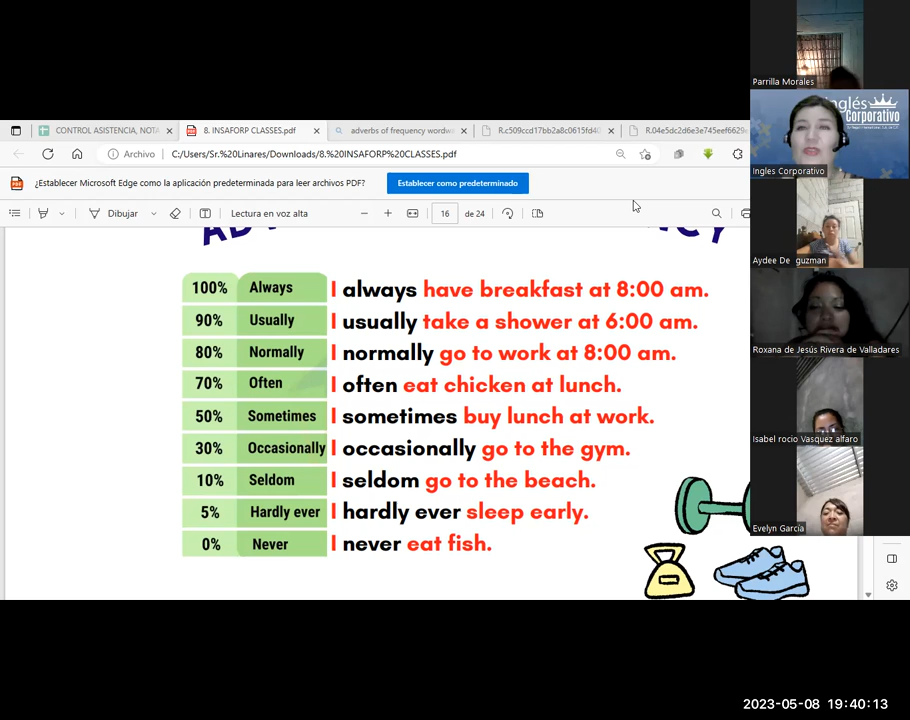 Parrilla Morales
CONTROL ASISTENCIA, NOTA
8. INSAFORP CLASSES.pdf
adverbs of frequency wordw
R.c509ccd17bb2a8c0615fd40
R.04e5dc2d6e3e745eef6629
Archivo
C:/Users/Sr.%20Linares/Downloads/8.%20INSAFORP%20CLASSES.pdf
Inglés
Corporativo
Ingles Corporativo
¿Establecer Microsoft Edge como la aplicación predeterminada para leer archivos PDF?
Establecer como predeterminado
Dibujar
Lectura en voz alta
16
de 24
Aydee De guzman
100% Always I always have breakfast at 8:00 am.
90% Usually I usually take a shower at 6:00 am.
80% Normally I normally go to work at 8:00 am.
70% Often I often eat chicken at lunch.
50% Sometimes I sometimes buy lunch at work.
30% Occasionally I occasionally go to the gym.
10% Seldom I seldom go to the beach.
5% Hardly ever I hardly ever sleep early.
0% Never I never eat fish.
Roxana de Jesús Rivera de Valladares
Isabel rocio Vasquez alfaro
Evelyn García
2023-05-08 19:40:13